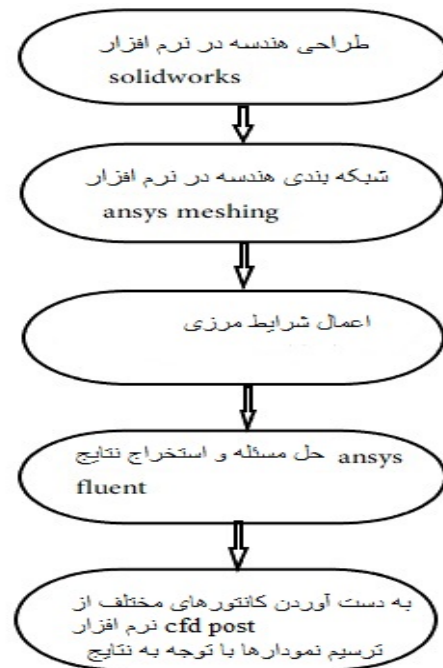 طراحی هندسه در نرم افزار
solidworks
شبکه بندی هندسه در نرم افزار
ansys meshing
اعمال شرایط مرزی
حل مسئله و استخراج نتایج ansys
fluent
به دست آوردن کانتورهای مختلف از
نرم افزار cfd post
ترسیم نمودارها با توجه به نتایج